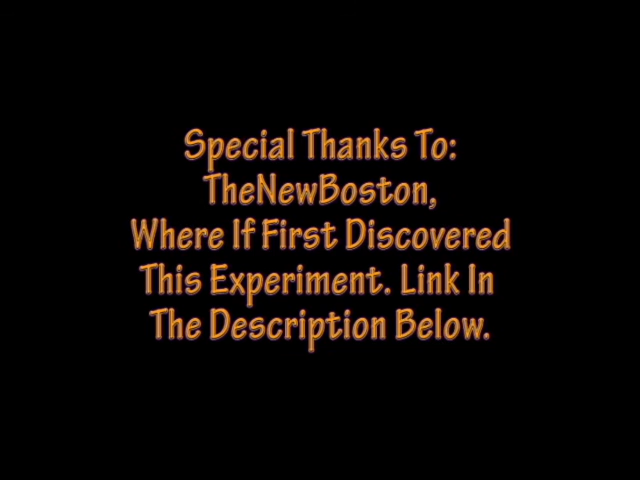 Special Thanks To:
TheNewBoston,
Where If First Discovered
This Experiment. Link In
The Description Below.